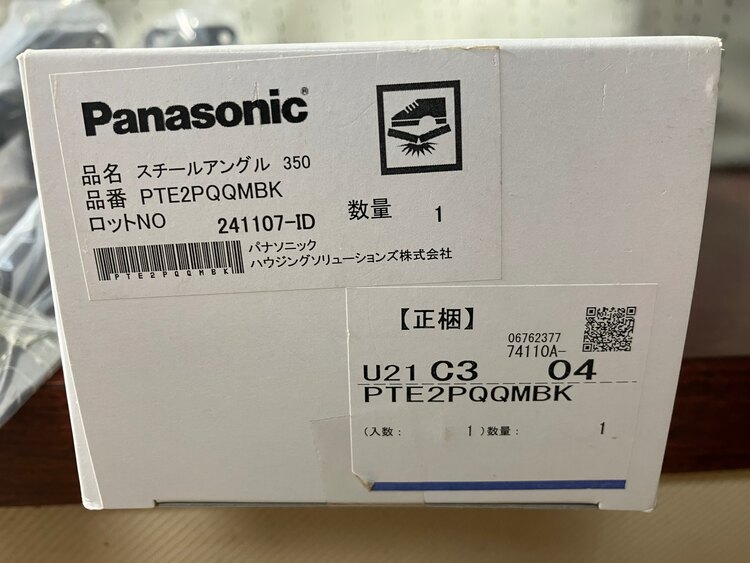 Panasonic®
品名 スチールアングル 350
品番 PTE2PQQMBK
ロットNO 241107-ID 数量 1
PTE2PQQMBK
パナソニック
ハウジングソリューションズ株式会社
【正梱】
06762377
74110A-
U21 C3 04
PTE2PQQMBK
(入数: 1)数量: 1